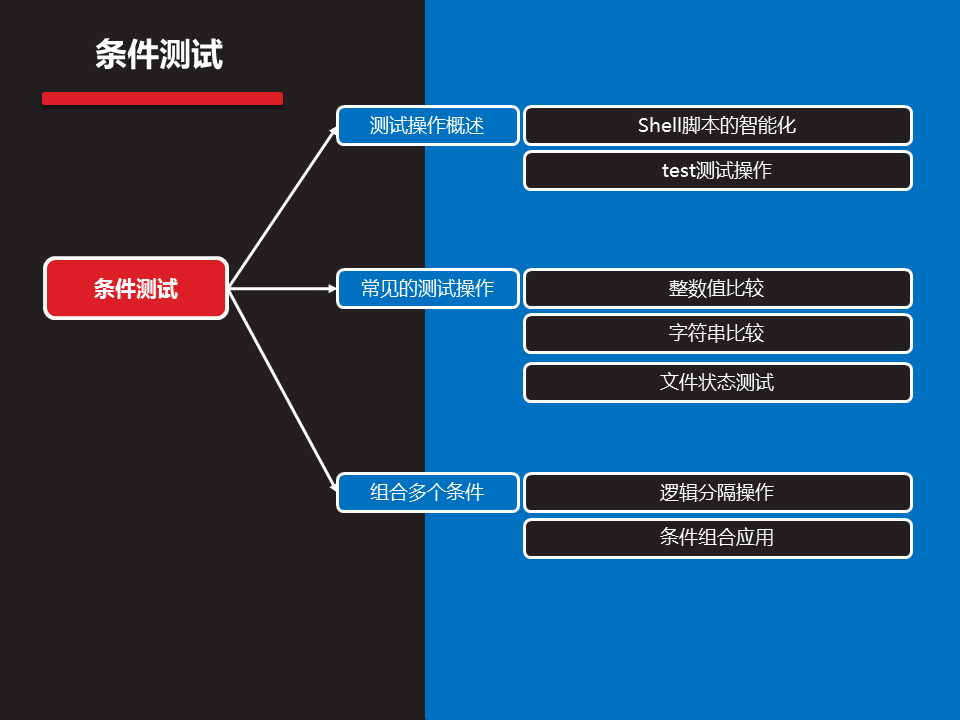 条件测试
条件测试
测试操作概述
Shell脚本的智能化
test测试操作
常见的测试操作
整数值比较
字符串比较
文件状态测试
组合多个条件
逻辑分隔操作
条件组合应用